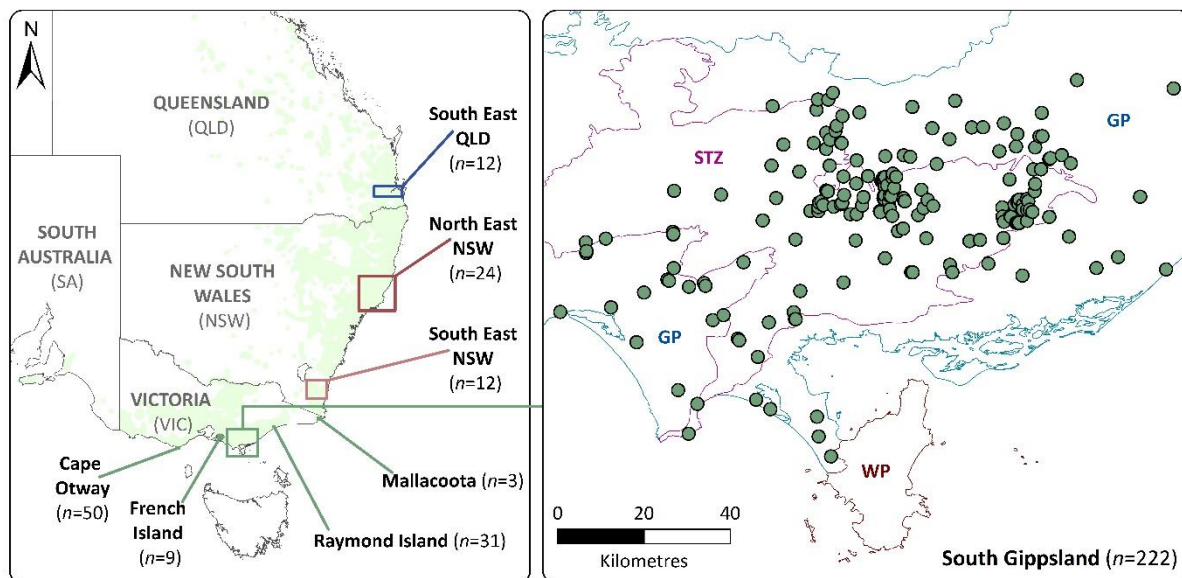 N
QUEENSLAND
(QLD)
South East
QLD
(n=12)
North East
NSW
(n=24)
SOUTH
AUSTRALIA
(SA)
NEW SOUTH
WALES
(NSW)
South East
NSW
(n=12)
VICTORIA
(VIC)
Cape
Otway
(n=50)
French
Island
(n=9)
Mallacoota (n=3)
Raymond Island (n=31)
GP
STZ
GP
WP
0 20 40
Kilometres
South Gippsland (n=222)